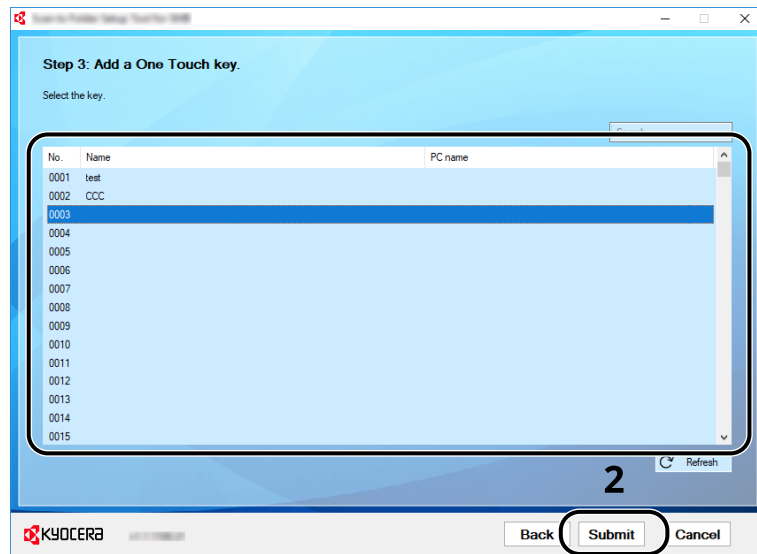 Step 3: Add a One Touch key.
Select the key.
No. Name PC name
0001 test
0002 CCC
0003
0004
0005
0006
0007
0008
0009
0010
0011
0012
0013
0014
0015
Refresh
2
KYOCERA
Back Submit Cancel